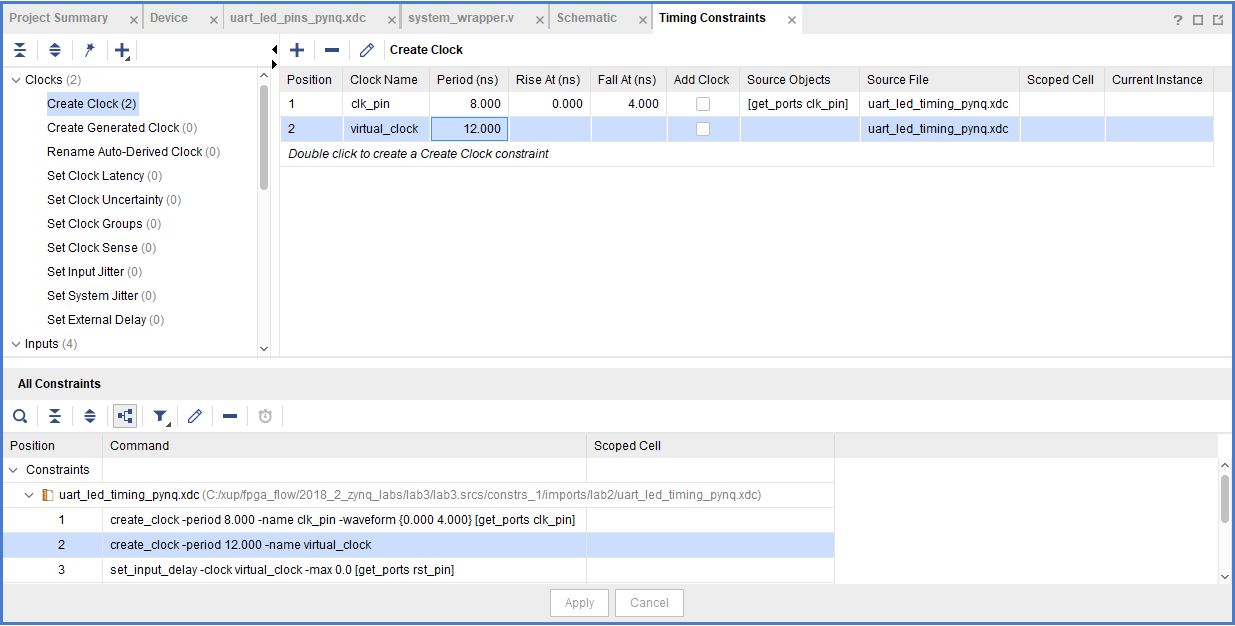 Project Summary Device uart_led_pins_pynq.xdc system_wrapper.v Schematic Timing Constraints
Create Clock
Clocks (2)
Create Clock (2)
Create Generated Clock (0)
Rename Auto-Derived Clock (0)
Set Clock Latency (0)
Set Clock Uncertainty (0)
Set Clock Groups (0)
Set Clock Sense (0)
Set Input Jitter (0)
Set System Jitter (0)
Set External Delay (0)
Inputs (4)
Position Clock Name Period (ns) Rise At (ns) Fall At (ns) Add Clock Source Objects Source File Scoped Cell Current Instance
1 clk_pin 8.000 0.000 4.000 [get_ports clk_pin] uart_led_timing_pynq.xdc
2 virtual_clock 12.000 uart_led_timing_pynq.xdc
Double click to create a Create Clock constraint
All Constraints
Position Command Scoped Cell
Constraints
uart_led_timing_pynq.xdc (C:/xup/fpga_flow/2018_2_zynq_labs/lab3/lab3.srcs/constrs_1/imports/lab2/uart_led_timing_pynq.xdc)
1 create_clock -period 8.000 -name clk_pin -waveform {0.000 4.000} [get_ports clk_pin]
2 create_clock -period 12.000 -name virtual_clock
3 set_input_delay -clock virtual_clock -max 0.0 [get_ports rst_pin]
Apply Cancel